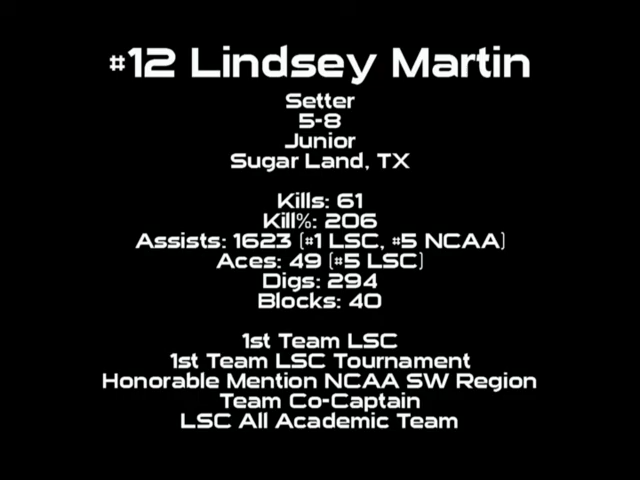 #12 Lindsey Martin
Setter
5-8
Junior
Sugar Land, TX
Kills: 61
Kill%: 206
Assists: 1623 (#1 LSC, #5 NCAA)
Aces: 49 (#5 LSC)
Digs: 294
Blocks: 40
1st Team LSC
1st Team LSC Tournament
Honorable Mention NCAA SW Region
Team Co-Captain
LSC All Academic Team